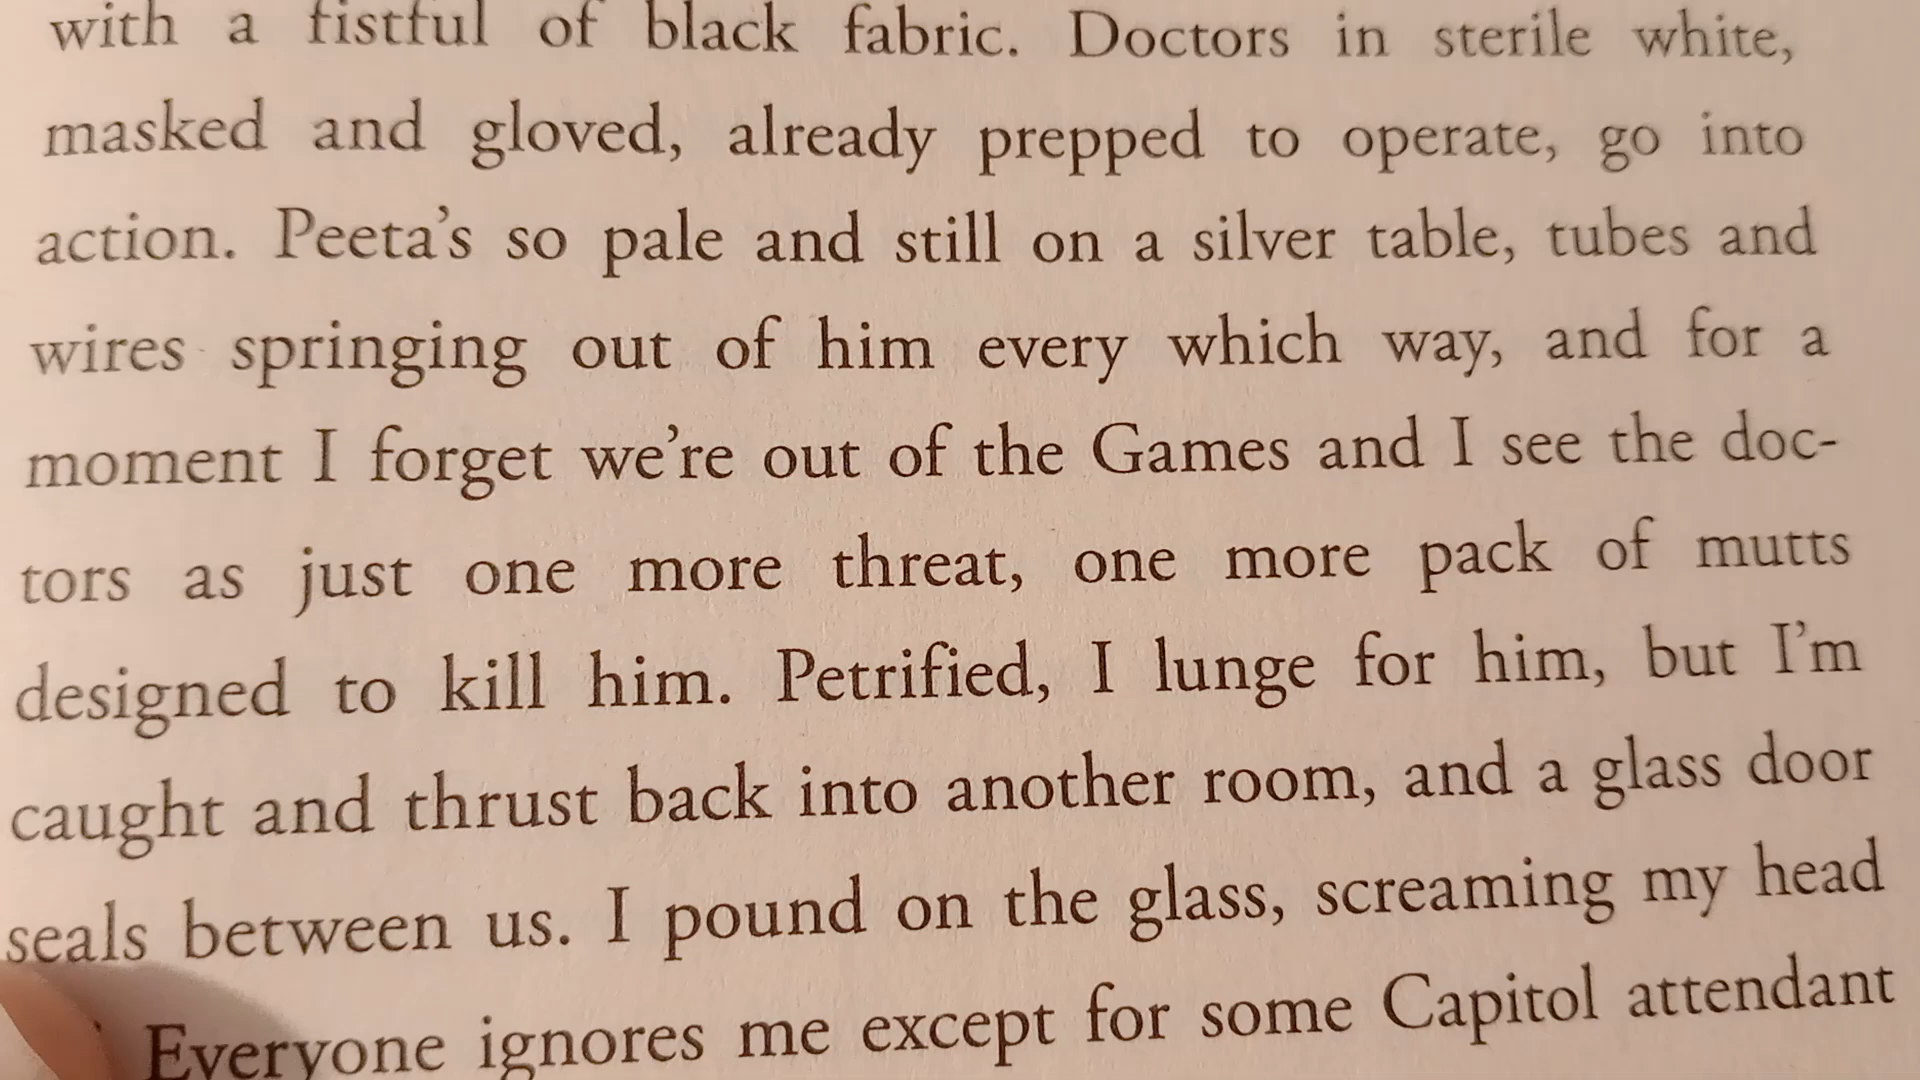 with a fistful of black fabric. Doctors in sterile white,
masked and gloved, already prepped to operate, go into
action. Peeta’s so pale and still on a silver table, tubes and
wires springing out of him every which way, and for a
moment I forget we’re out of the Games and I see the doc-
tors as just one more threat, one more pack of mutts
designed to kill him. Petrified, I lunge for him, but I’m
caught and thrust back into another room, and a glass door
seals between us. I pound on the glass, screaming my head
Everyone ignores me except for some Capitol attendant